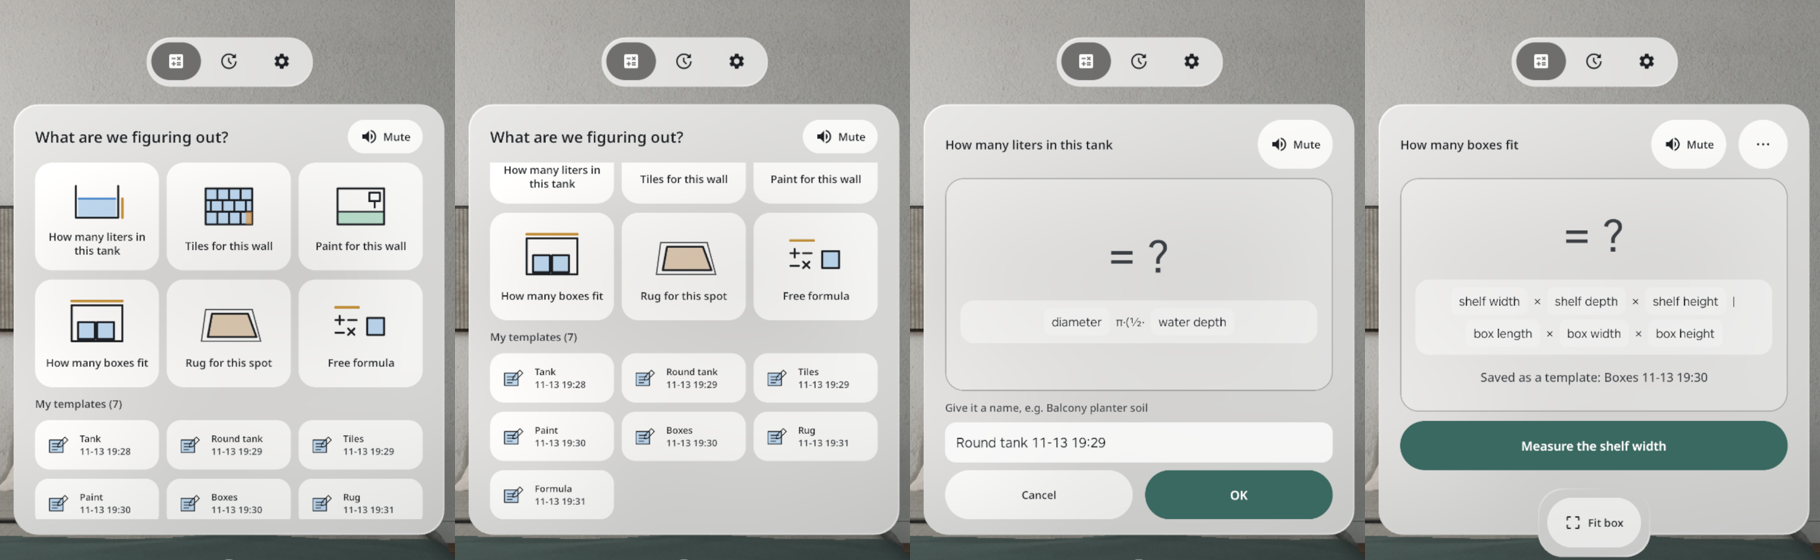 What are we figuring out?
Mute
How many liters in
this tank
Tiles for this wall
Paint for this wall
How many boxes fit
Rug for this spot
Free formula
My templates (7)
Tank
11-13 19:28
Round tank
11-13 19:29
Tiles
11-13 19:29
Paint
11-13 19:30
Boxes
11-13 19:30
Rug
11-13 19:31
What are we figuring out?
Mute
How many liters in
this tank
Tiles for this wall
Paint for this wall
How many boxes fit
Rug for this spot
Free formula
My templates (7)
Tank
11-13 19:28
Round tank
11-13 19:29
Tiles
11-13 19:29
Paint
11-13 19:30
Boxes
11-13 19:30
Rug
11-13 19:31
Formula
11-13 19:31
How many liters in this tank
Mute
= ?
diameter π·(½· water depth
Give it a name, e.g. Balcony planter soil
Round tank 11-13 19:29
Cancel
OK
How many boxes fit
Mute
...
= ?
shelf width × shelf depth × shelf height |
box length × box width × box height
Saved as a template: Boxes 11-13 19:30
Measure the shelf width
Fit box